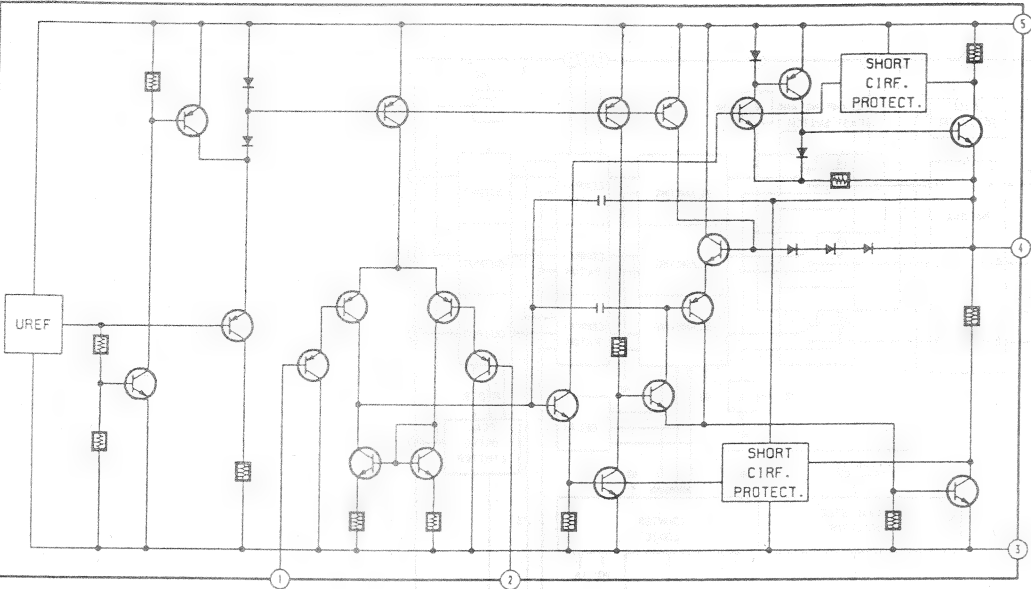 5
SHORT
CIRF.
PROTECT.
4
UREF
SHORT
CIRF.
PROTECT.
3
1
2